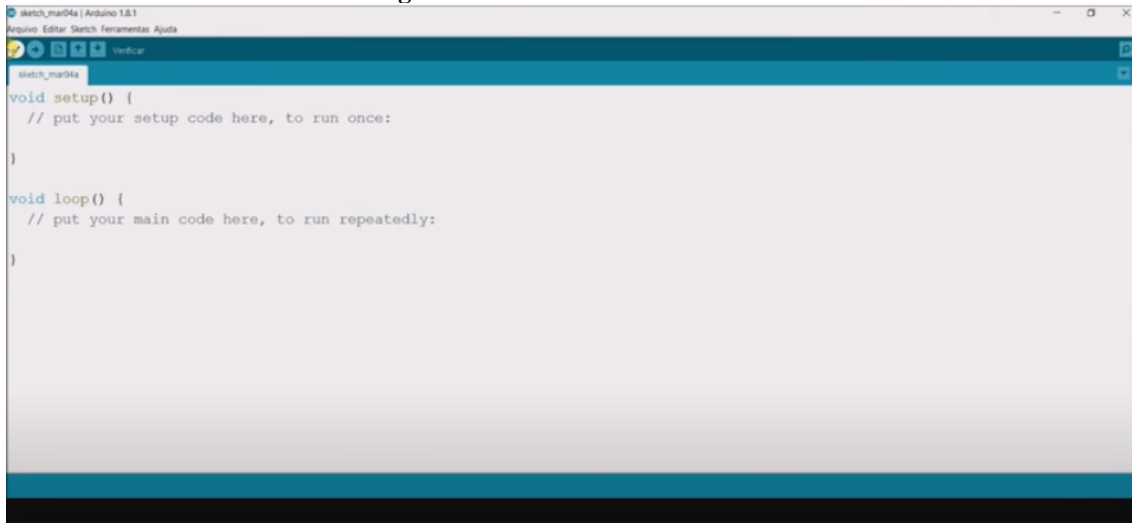 sketch_mar04a | Arduino 1.8.1
Arquivo Editar Sketch Ferramentas Ajuda
Verificar
sketch_mar04a
void setup() {
// put your setup code here, to run once:
}
void loop() {
// put your main code here, to run repeatedly:
}